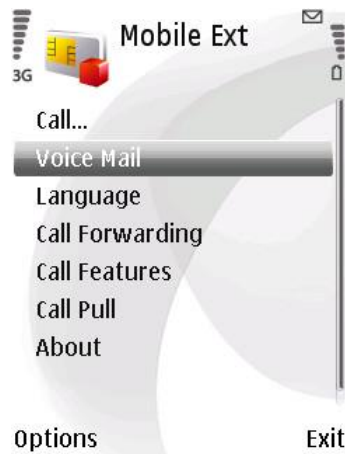 Mobile Ext
3G
Call...
Voice Mail
Language
Call Forwarding
Call Features
Call Pull
About
Options Exit